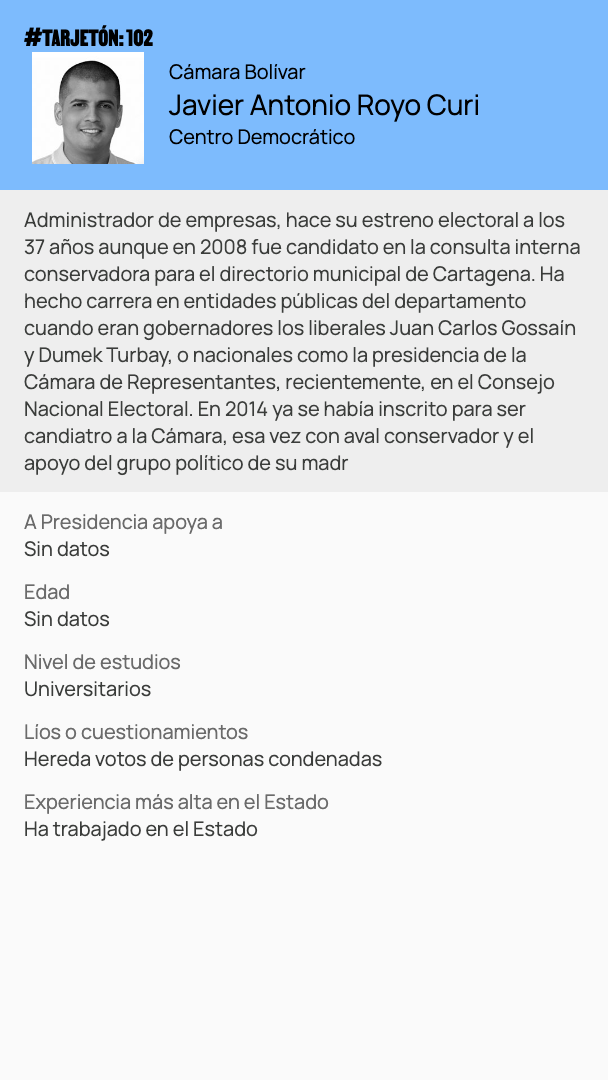 #TARJETÓN: 102
Cámara Bolívar
Javier Antonio Royo Curi
Centro Democrático
Administrador de empresas, hace su estreno electoral a los
37 años aunque en 2008 fue candidato en la consulta interna
conservadora para el directorio municipal de Cartagena. Ha
hecho carrera en entidades públicas del departamento
cuando eran gobernadores los liberales Juan Carlos Gossaín
y Dumek Turbay, o nacionales como la presidencia de la
Cámara de Representantes, recientemente, en el Consejo
Nacional Electoral. En 2014 ya se había inscrito para ser
candiatro a la Cámara, esa vez con aval conservador y el
apoyo del grupo político de su madr
A Presidencia apoya a
Sin datos
Edad
Sin datos
Nivel de estudios
Universitarios
Líos o cuestionamientos
Hereda votos de personas condenadas
Experiencia más alta en el Estado
Ha trabajado en el Estado